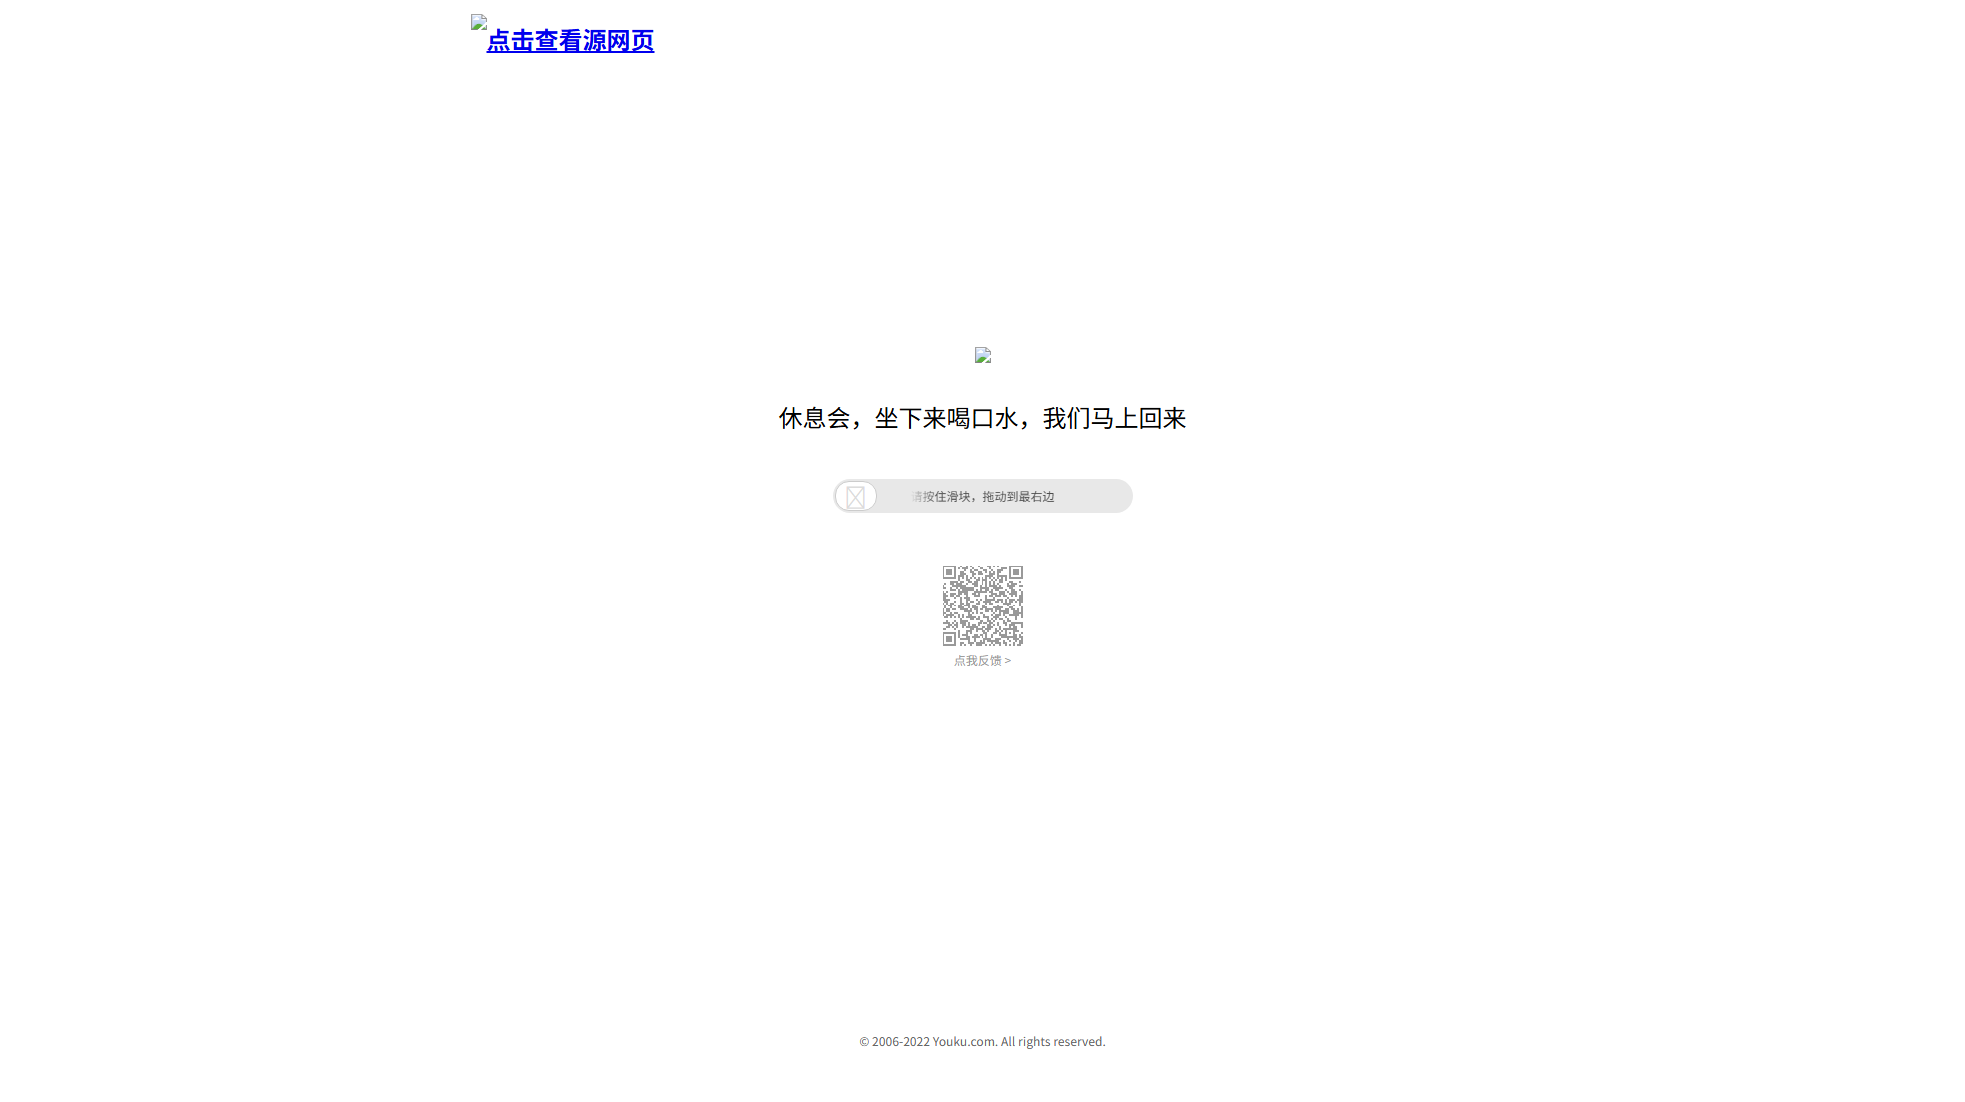 点击查看源网页
休息会，坐下来喝口水，我们马上回来
请按住滑块，拖动到最右边
点我反馈 >
© 2006-2022 Youku.com. All rights reserved.